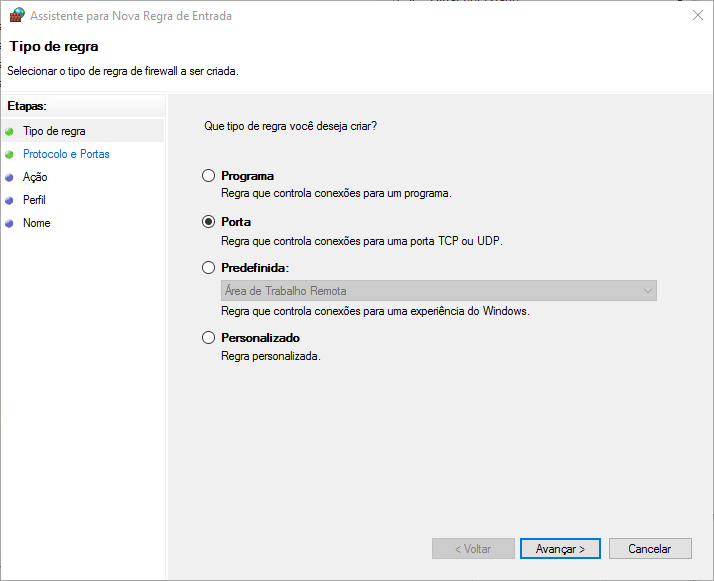 Assistente para Nova Regra de Entrada
Tipo de regra
Selecionar o tipo de regra de firewall a ser criada.
Etapas:
Tipo de regra
Protocolo e Portas
Ação
Perfil
Nome
Que tipo de regra você deseja criar?
Programa
Regra que controla conexões para um programa.
Porta
Regra que controla conexões para uma porta TCP ou UDP.
Predefinida:
Área de Trabalho Remota
Regra que controla conexões para uma experiência do Windows.
Personalizado
Regra personalizada.
< Voltar
Avançar >
Cancelar